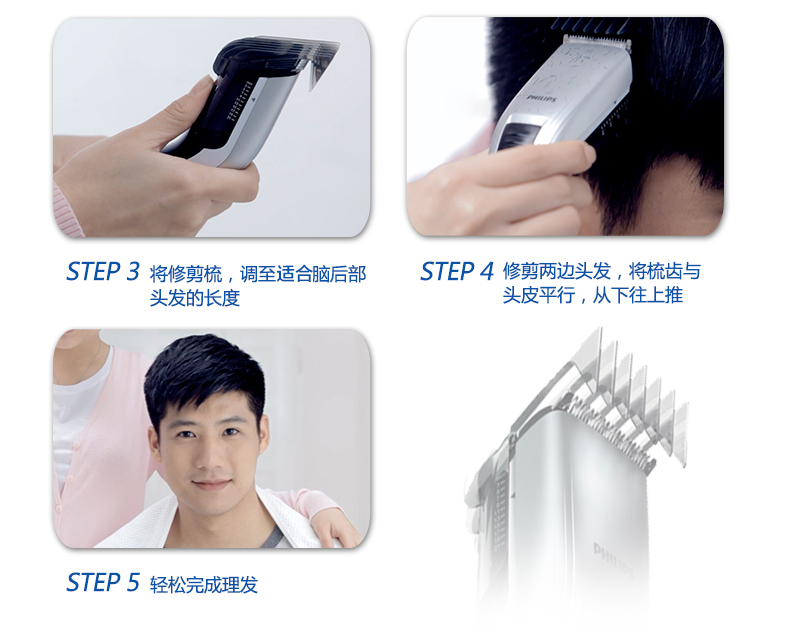 PHILIPS
STEP 3 将修剪梳，调至适合脑后部
头发的长度
STEP 4 修剪两边头发，将梳齿与
头皮平行，从下往上推
PHILIPS
STEP 5 轻松完成理发